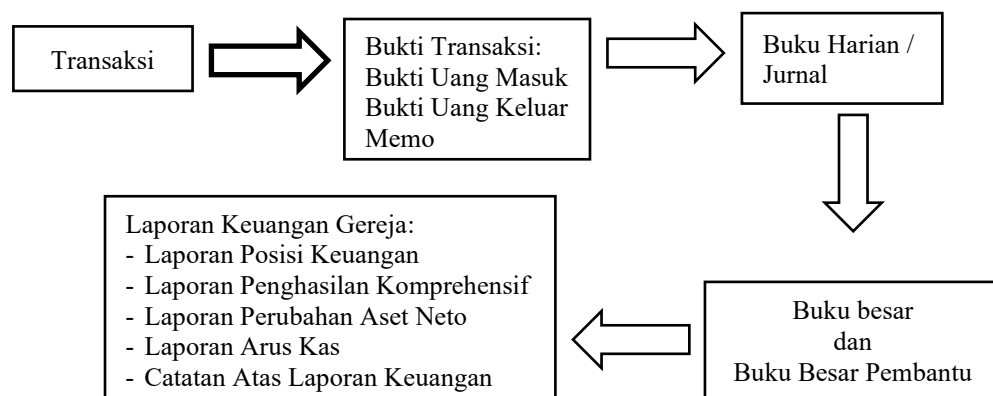 Transaksi
Bukti Transaksi:
Bukti Uang Masuk
Bukti Uang Keluar
Memo
Buku Harian /
Jurnal
Buku besar
dan
Buku Besar Pembantu
Laporan Keuangan Gereja:
- Laporan Posisi Keuangan
- Laporan Penghasilan Komprehensif
- Laporan Perubahan Aset Neto
- Laporan Arus Kas
- Catatan Atas Laporan Keuangan